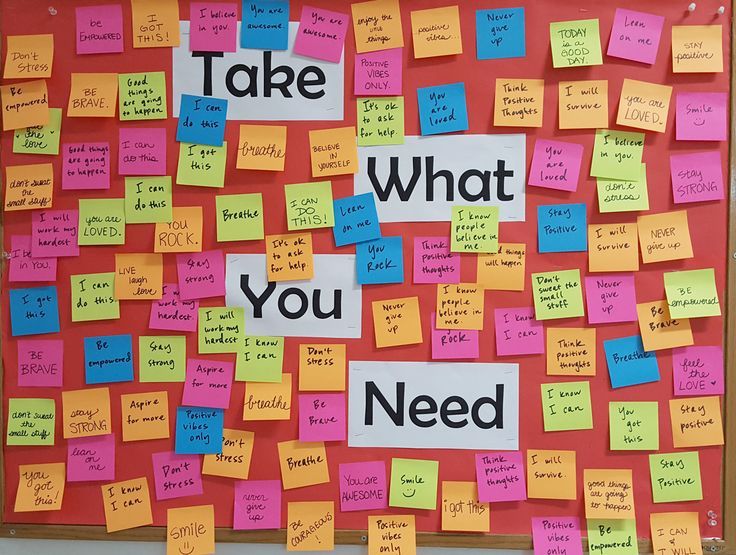 Take
What
You
Need
be
EMPOWERED
I
GOT
THIS!
I believe
in you.
You are
awesome.
You are
awesome.
enjoy the
little
things
positive
vibes...
Never
give
up
TODAY
is a
GOOD
DAY.
Lean
on me
STAY
positive
Don't
Stress
Be
empowered
BE
BRAVE.
Good
things are
going
to happen
I can
do this
POSITIVE
VIBES
ONLY.
It's ok
to ask
for help.
You are
loved
Think
Positive
Thoughts
I will
survive
you are
LOVED.
Smile
the love
Good things
are going
to happen
I can
do this
I got
this
breathe
BELIEVE
IN
YOURSELF
You are
loved
I believe
in you.
don't
stress
stay
STRONG
don't sweat
the
small stuff
I can
do this
I will
work my
hardest
you are
LOVED.
YOU
ROCK.
Breathe
I CAN
DO
THIS!
Lean
on me
I know
people
believe in
me
Stay
Positive
I will
survive
NEVER
give up
I b
IN YOU.
It's ok
to ask
for help.
You
Rock
Think
Positive
thoughts
things
will
happen
I got
this
I can
do this
LIVE
laugh
love
Stay
strong
hardest
I will
work my
hardest
Never
give
up
I know
people
believe in
me
ROCK
I know
I can
Don't
sweat the
small
stuff
Never
give
up
BE
empowered
Be
Brave
BE
BRAVE
Be
empowered
Stay
strong
I know
I can
Aspire
for more
Don't
Stress
Think
positive
thoughts
Breathe
feel
the
LOVE
don't sweat
the
small stuff
stay
STRONG
Aspire
for more
Positive
vibes
only
breathe
Be
Brave
I know
I can
You
got
this
Stay
positive
lean
on
me
Don't
Stress
Don't
Stress
Breathe
You got
this!
I know
I can
never
give
up
Smile
BE
COURAGEOUS!
YOU ARE
AWESOME
Smile
Positive
vibes
only
i got this
Think
positive
thoughts
I will
survive.
good things
are
going to
happen
Stay
Positive
Positive
vibes
only
Be
Empowered
I CAN
&
I WILL